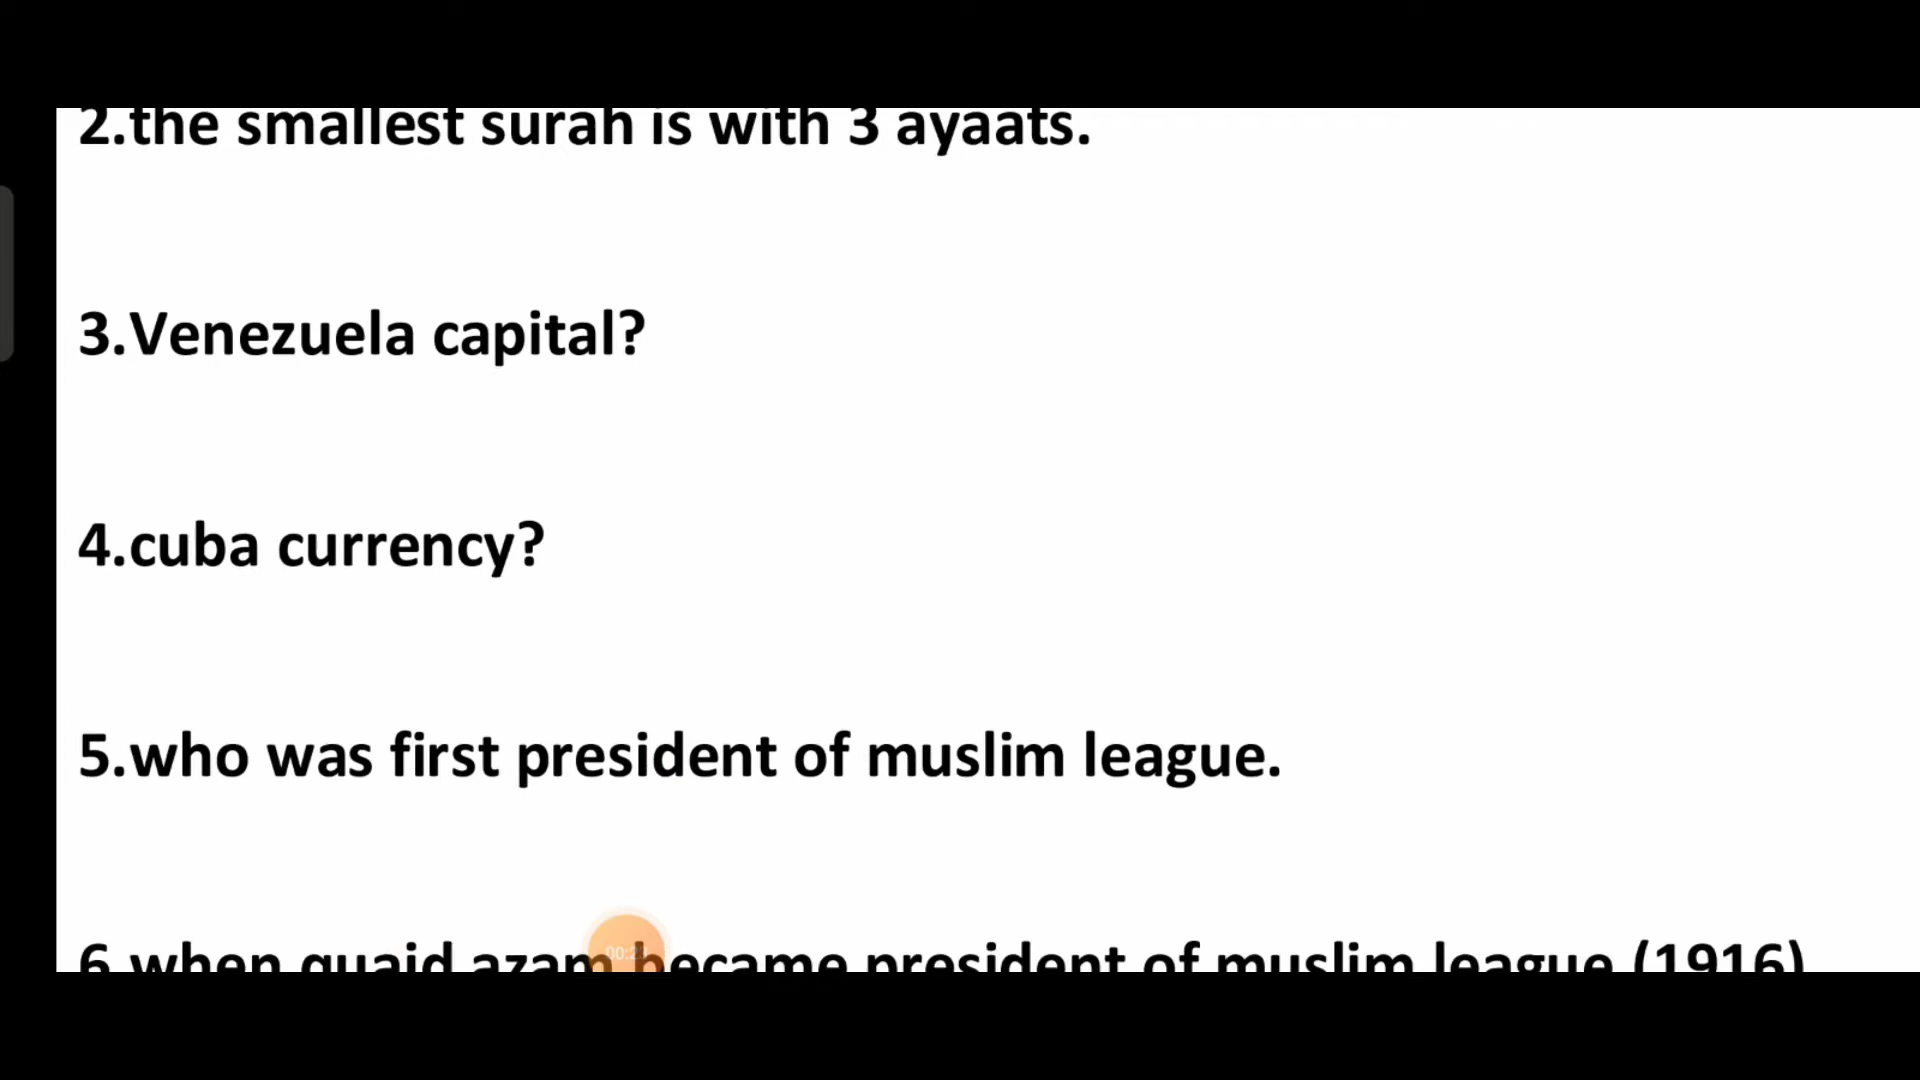 2.the smallest surah is with 3 ayaats.
3.Venezuela capital?
4.cuba currency?
5.who was first president of muslim league.
6.when quaid azam became president of muslim league (1916)